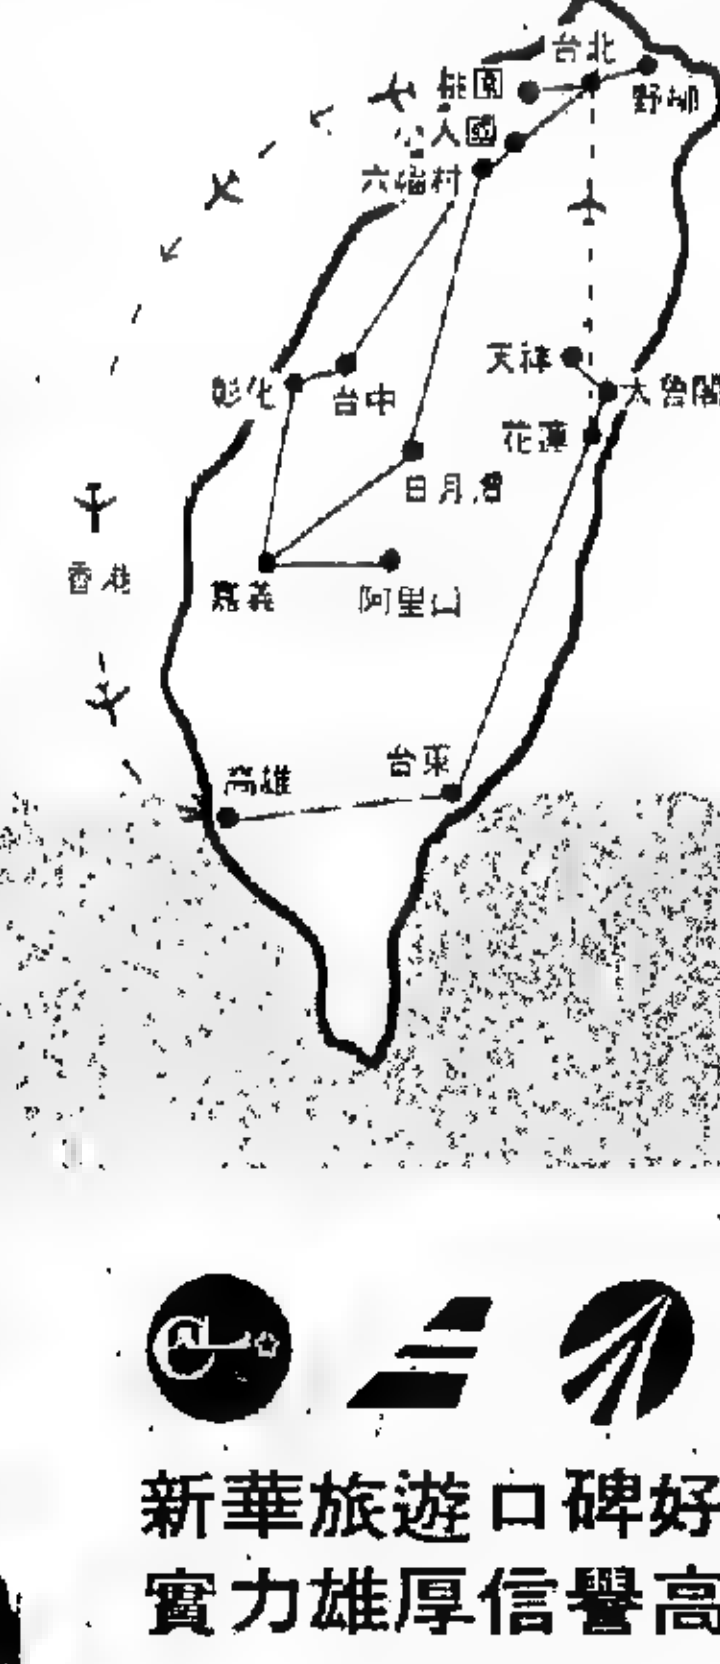 台北
桃園
野柳
小人國
六福村
天祥
太魯閣
彰化
台中
花蓮
日月潭
香港
嘉義
阿里山
台東
高雄
新華旅遊口碑好
實力雄厚信譽高